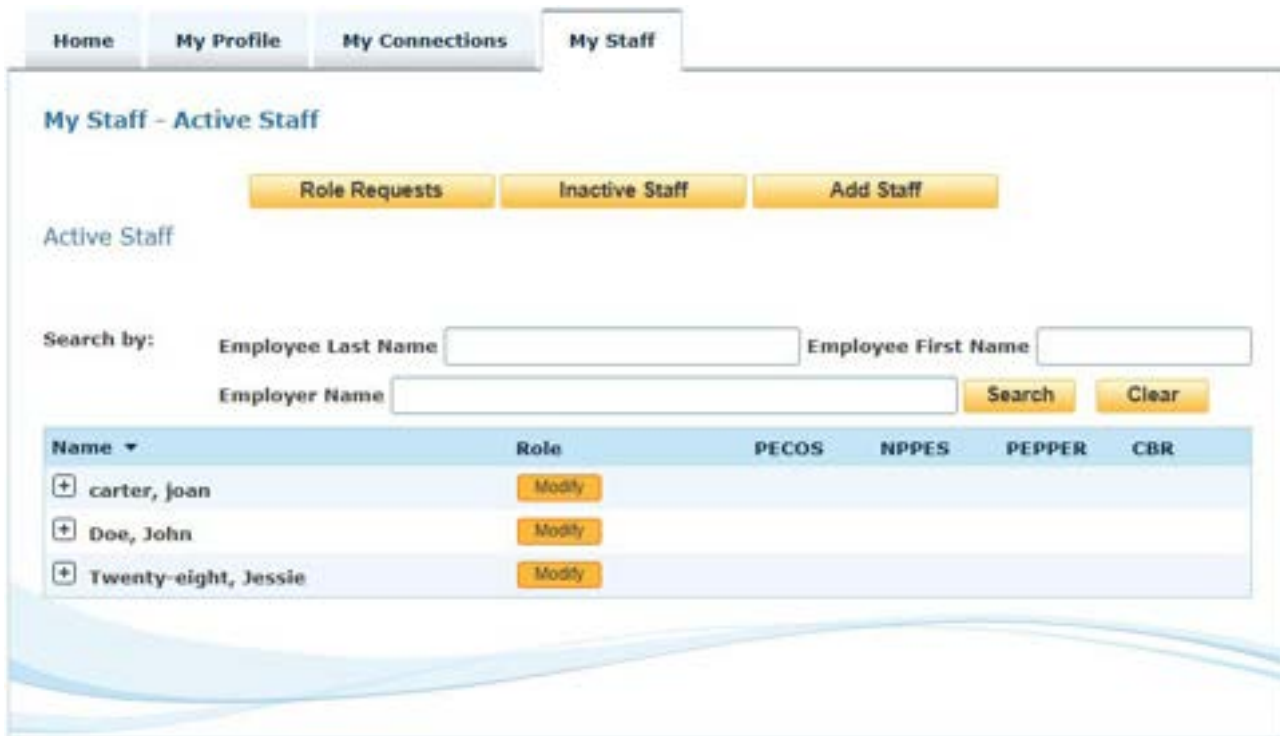 Home My Profile My Connections My Staff
My Staff - Active Staff
Role Requests Inactive Staff Add Staff
Active Staff
Search by: Employee Last Name Employee First Name
Employer Name Search Clear
Name Role PECOS NPPES PEPPER CBR
carter, joan Modify
Doe, John Modify
Twenty-eight, Jessie Modify